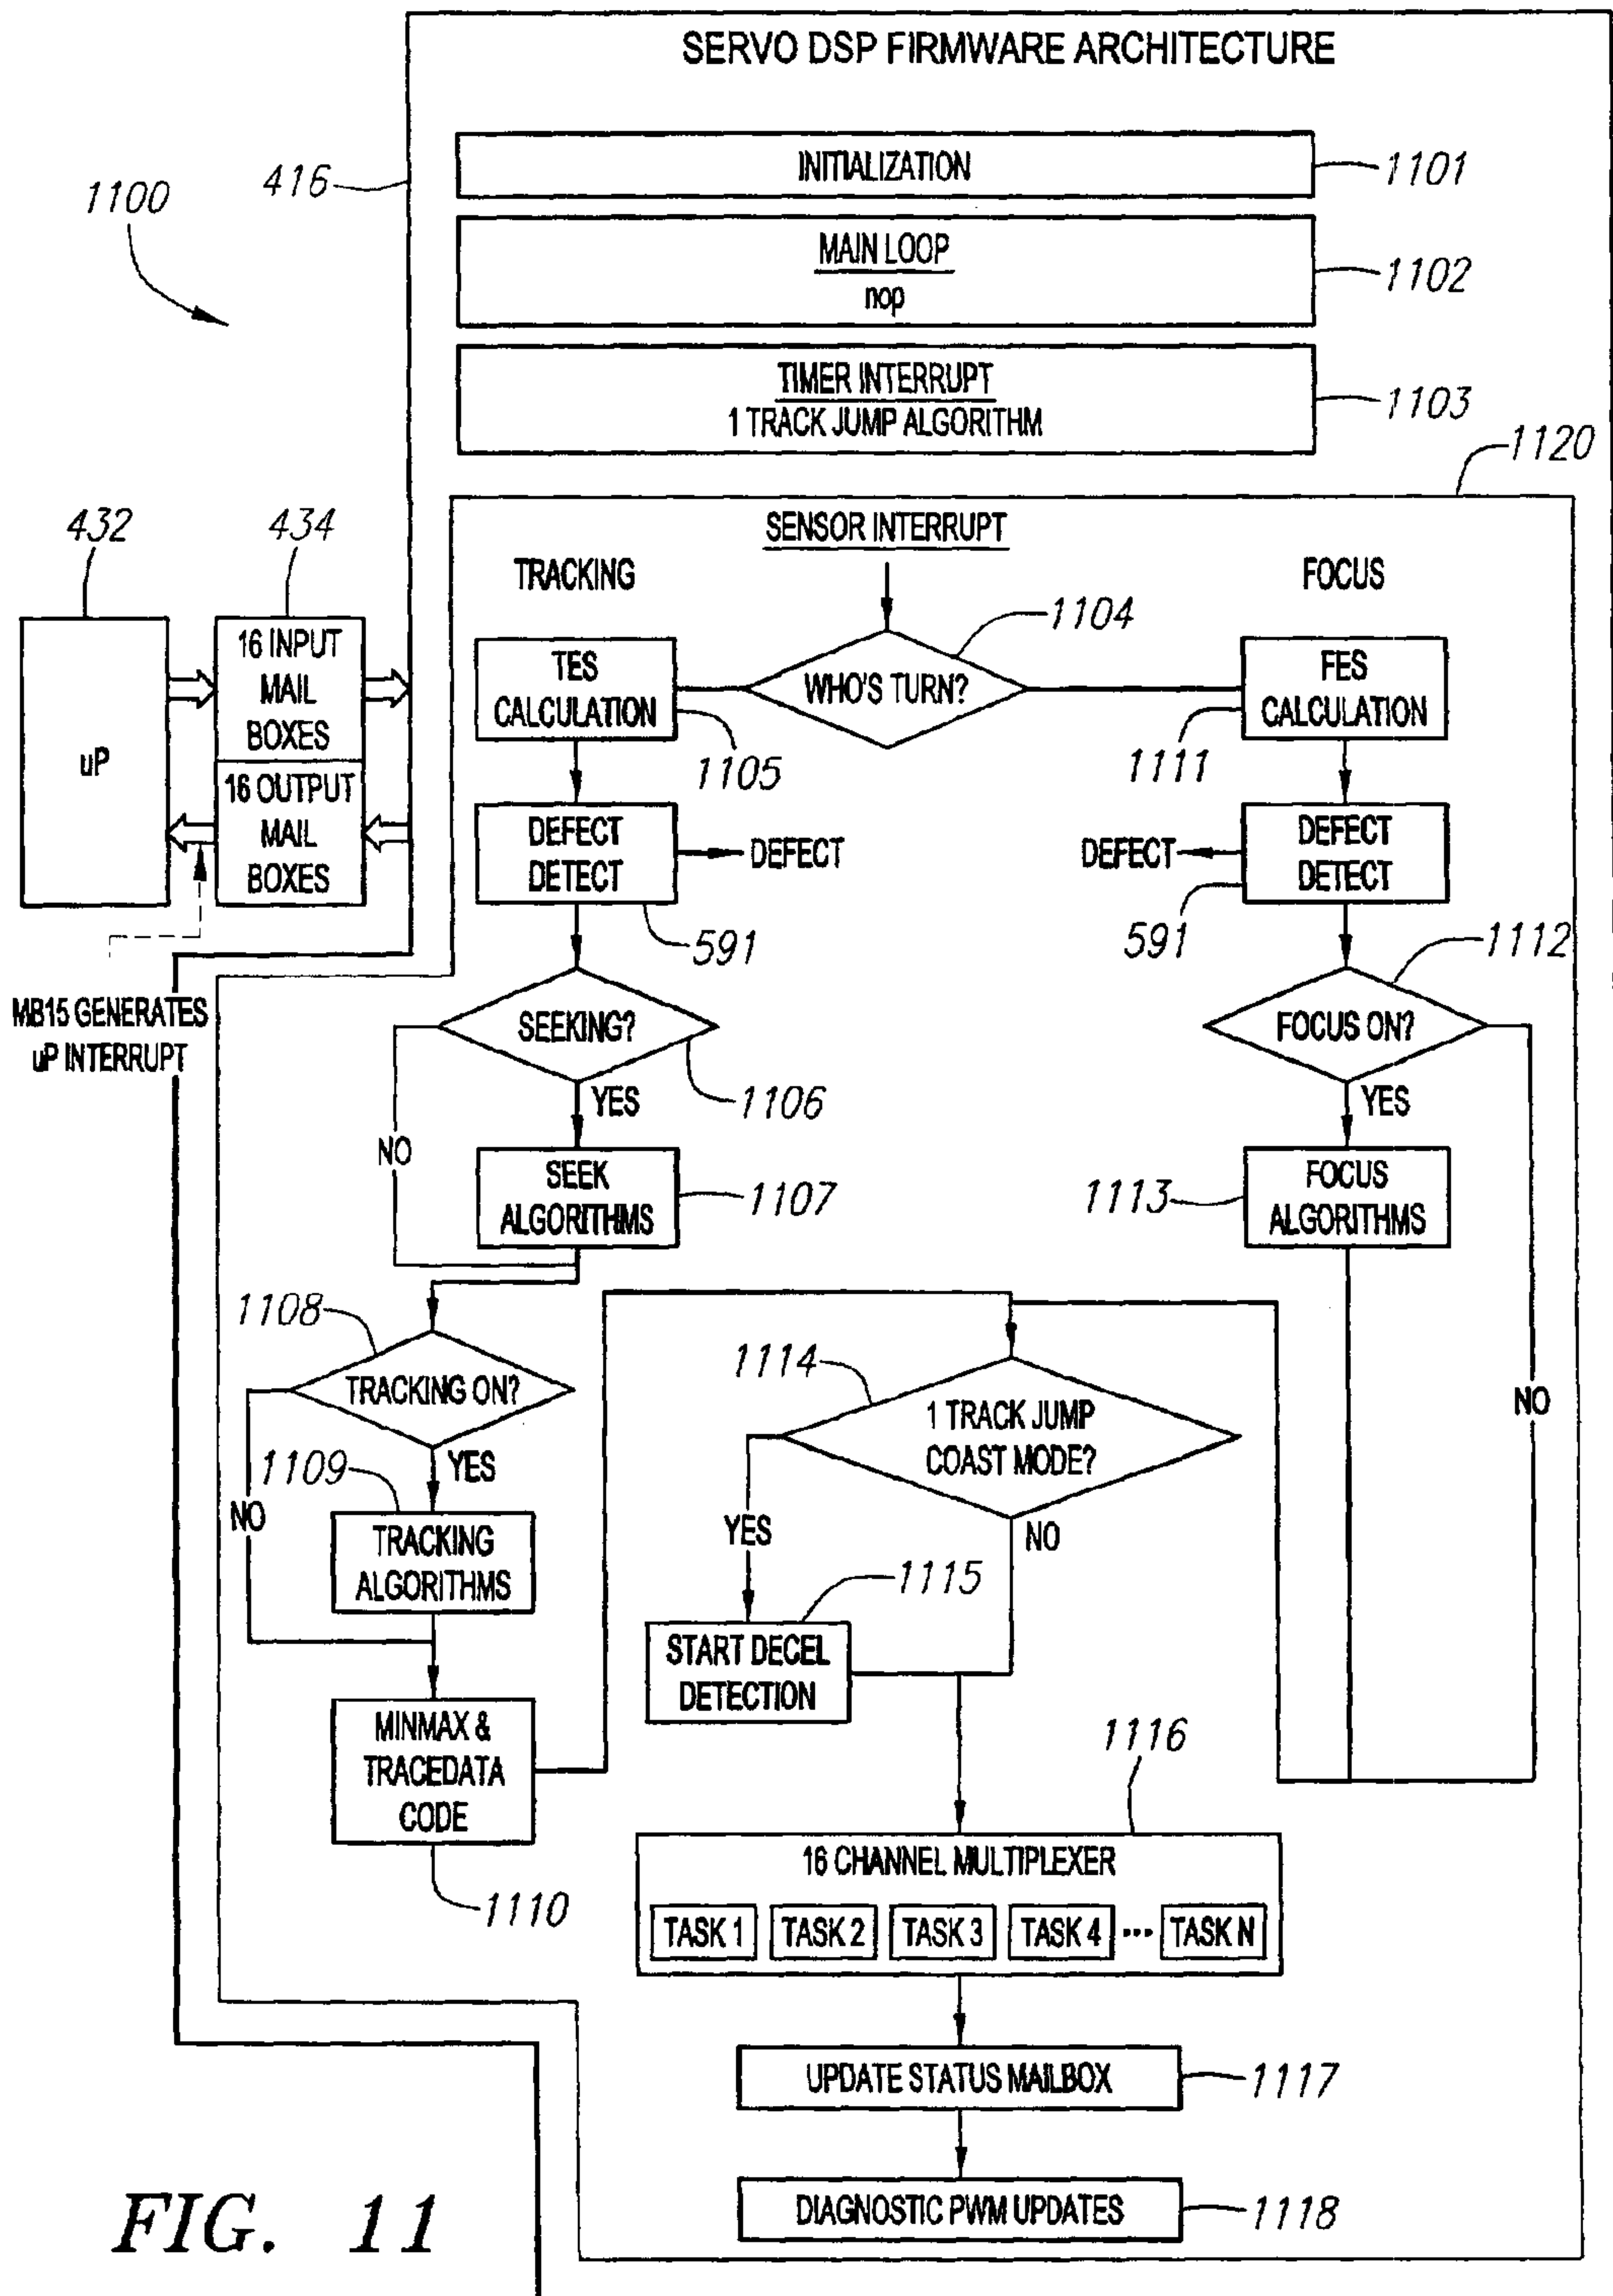 SERVO DSP FIRMWARE ARCHITECTURE
1100
416
INITIALIZATION
1101
MAIN LOOP
nop
1102
TIMER INTERRUPT
1 TRACK JUMP ALGORITHM
1103
1120
432
434
uP
16 INPUT
MAIL
BOXES
16 OUTPUT
MAIL
BOXES
MB15 GENERATES
uP INTERRUPT
SENSOR INTERRUPT
TRACKING
FOCUS
WHO'S TURN?
1104
TES
CALCULATION
1105
FES
CALCULATION
1111
DEFECT
DETECT
DEFECT
591
DEFECT
DEFECT
DETECT
591
SEEKING?
1106
YES
NO
SEEK
ALGORITHMS
1107
FOCUS ON?
1112
YES
NO
FOCUS
ALGORITHMS
1113
1108
TRACKING ON?
YES
NO
1109
TRACKING
ALGORITHMS
MINMAX &
TRACEDATA
CODE
1110
1114
1 TRACK JUMP
COAST MODE?
YES
NO
1115
START DECEL
DETECTION
1116
16 CHANNEL MULTIPLEXER
TASK 1 TASK 2 TASK 3 TASK 4 ... TASK N
UPDATE STATUS MAILBOX
1117
DIAGNOSTIC PWM UPDATES
1118
FIG. 11